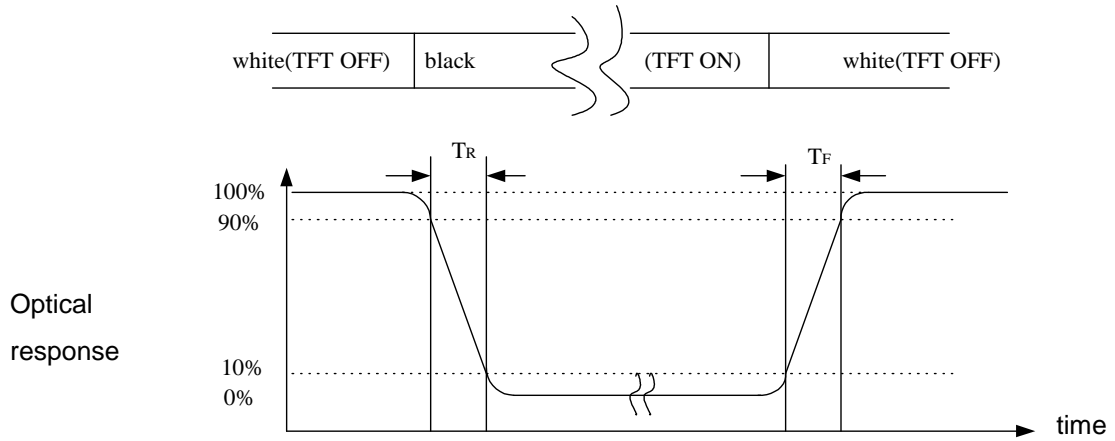 white(TFT OFF) black (TFT ON) white(TFT OFF)
TR TF
100%
90%
Optical
response
10%
0%
time